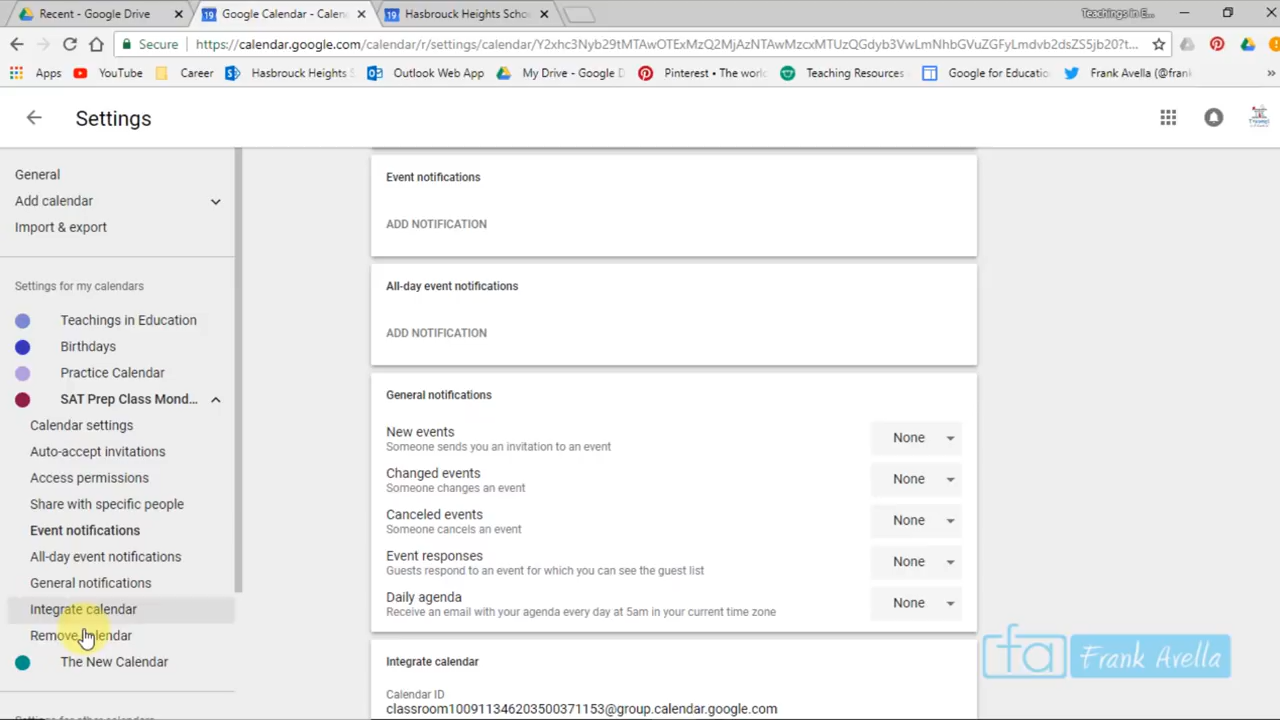 Recent - Google Drive
Google Calendar - Calen
Hasbrouck Heights Scho
Teachings in E...
Secure
https://calendar.google.com/calendar/r/settings/calendar/Y2xhc3Nyb29tMTAwOTExMzQ2MjAzNTAwMzcxMTUzQGdyb3VwLmNhbGVuZGFyLmdvb2dsZS5jb20?t...
Apps
YouTube
Career
Hasbrouck Heights S
Outlook Web App
My Drive - Google D
Pinterest • The worl
Teaching Resources
Google for Educatio
Frank Avella (@frank
Settings
General
Add calendar
Import & export
Settings for my calendars
Teachings in Education
Birthdays
Practice Calendar
SAT Prep Class Mond...
Calendar settings
Auto-accept invitations
Access permissions
Share with specific people
Event notifications
All-day event notifications
General notifications
Integrate calendar
Remove calendar
The New Calendar
Settings for other calendars
Event notifications
ADD NOTIFICATION
All-day event notifications
ADD NOTIFICATION
General notifications
New events
Someone sends you an invitation to an event
None
Changed events
Someone changes an event
None
Canceled events
Someone cancels an event
None
Event responses
Guests respond to an event for which you can see the guest list
None
Daily agenda
Receive an email with your agenda every day at 5am in your current time zone
None
Integrate calendar
Calendar ID
classroom100911346203500371153@group.calendar.google.com
fa Frank Avella